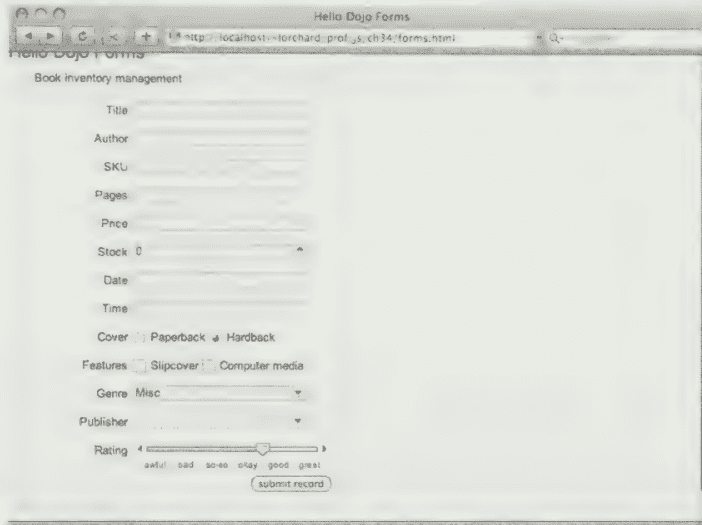 Hello Dojo Forms
Hello Dojo Forms
Book inventory management
Title
Author
SKU
Pages
Price
Stock 0
Date
Time
Cover Paperback Hardback
Features Slipcover Computer media
Genre Misc
Publisher
Rating
awful bad so-so okay good great
submit record